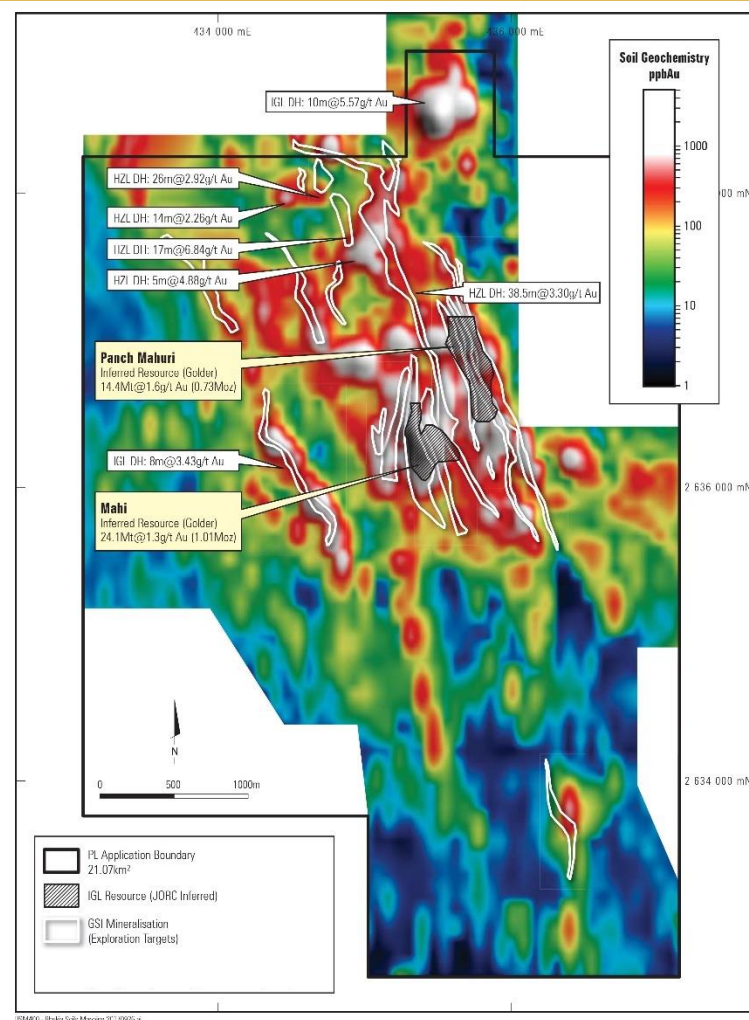 434 000 mE
436 000 mE
Soil Geochemistry
ppbAu
1000
100
10
1
IGL DH: 10m@5.57g/t Au
HZL DH: 26m@2.92g/t Au
HZL DH: 14m@2.26g/t Au
HZL DH: 17m@6.84g/t Au
HZL DH: 5m@4.88g/t Au
HZL DH: 38.5m@3.30g/t Au
000 mN
Panch Mahuri
Inferred Resource (Golder)
14.4Mt@1.6g/t Au (0.73Moz)
IGL DH: 8m@3.43g/t Au
Mahi
Inferred Resource (Golder)
24.1Mt@1.3g/t Au (1.01Moz)
2 636 000 mN
N
0 500 1000m
2 634 000 mN
PL Application Boundary
21.07km²
IGL Resource (JORC Inferred)
GSI Mineralisation
(Exploration Targets)